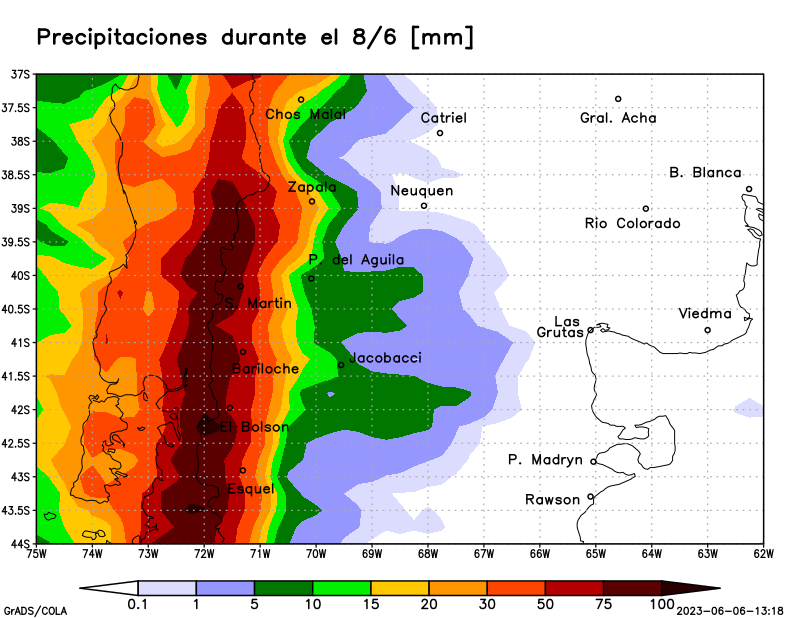 Precipitaciones durante el 8/6 [mm]
37S
37.5S
38S
38.5S
39S
39.5S
40S
40.5S
41S
41.5S
42S
42.5S
43S
43.5S
44S
Chos Malal
Catriel
Gral. Acha
B. Blanca
Zapala
Neuquen
Rio Colorado
P. del Aguila
S. Martin
Viedma
Las
Grutas
Jacobacci
Bariloche
El Bolson
P. Madryn
Esquel
Rawson
75W 74W 73W 72W 71W 70W 69W 68W 67W 66W 65W 64W 63W 62W
0.1 1 5 10 15 20 30 50 75 100
GrADS/COLA
2023-06-06-13:18